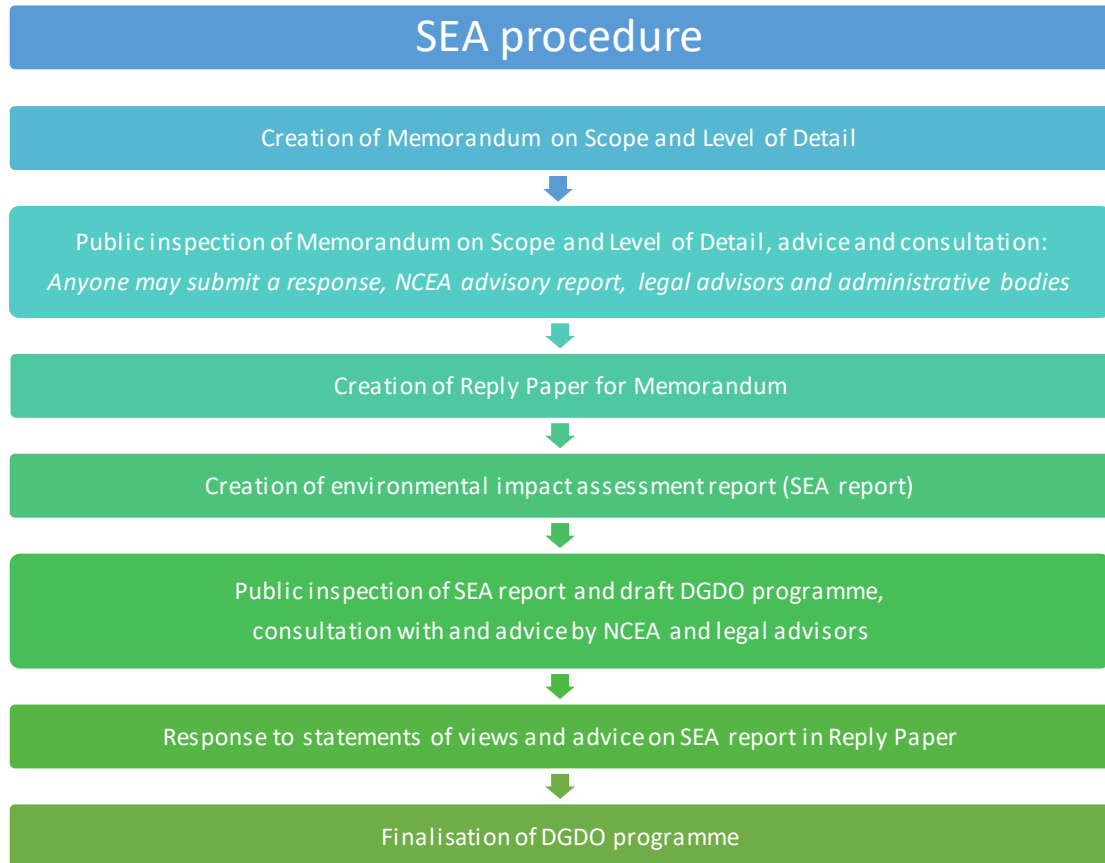 SEA procedure
Creation of Memorandum on Scope and Level of Detail
Public inspection of Memorandum on Scope and Level of Detail, advice and consultation:
Anyone may submit a response, NCEA advisory report, legal advisors and administrative bodies
Creation of Reply Paper for Memorandum
Creation of environmental impact assessment report (SEA report)
Public inspection of SEA report and draft DGDO programme,
consultation with and advice by NCEA and legal advisors
Response to statements of views and advice on SEA report in Reply Paper
Finalisation of DGDO programme